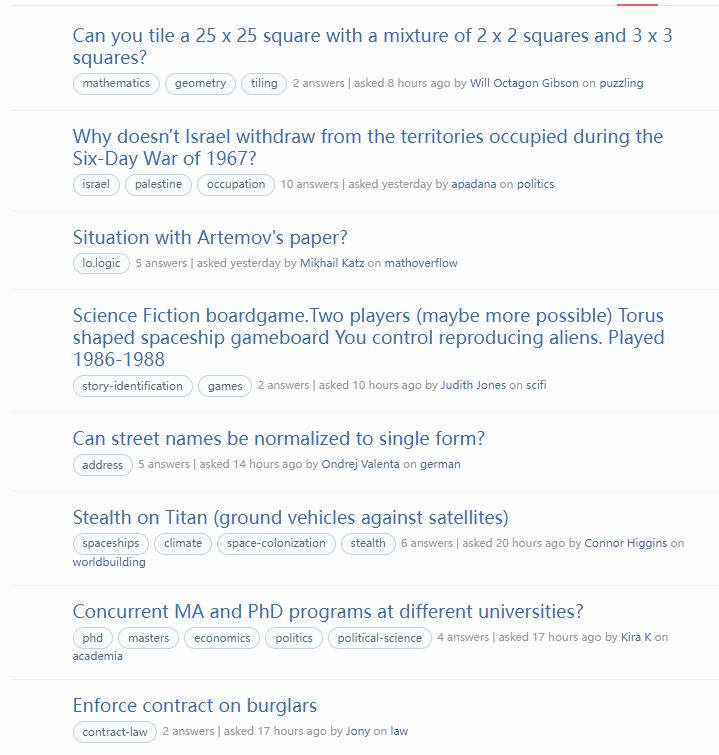 Can you tile a 25 x 25 square with a mixture of 2 x 2 squares and 3 x 3
squares?
mathematics geometry tiling 2 answers | asked 8 hours ago by Will Octagon Gibson on puzzling
Why doesn't Israel withdraw from the territories occupied during the
Six-Day War of 1967?
israel palestine occupation 10 answers | asked yesterday by apadana on politics
Situation with Artemov's paper?
lo.logic 5 answers | asked yesterday by Mikhail Katz on mathoverflow
Science Fiction boardgame.Two players (maybe more possible) Torus
shaped spaceship gameboard You control reproducing aliens. Played
1986-1988
story-identification games 2 answers | asked 10 hours ago by Judith Jones on scifi
Can street names be normalized to single form?
address 5 answers | asked 14 hours ago by Ondrej Valenta on german
Stealth on Titan (ground vehicles against satellites)
spaceships climate space-colonization stealth 6 answers | asked 20 hours ago by Connor Higgins on
worldbuilding
Concurrent MA and PhD programs at different universities?
phd masters economics politics political-science 4 answers | asked 17 hours ago by Kira K on
academia
Enforce contract on burglars
contract-law 2 answers | asked 17 hours ago by Jony on law